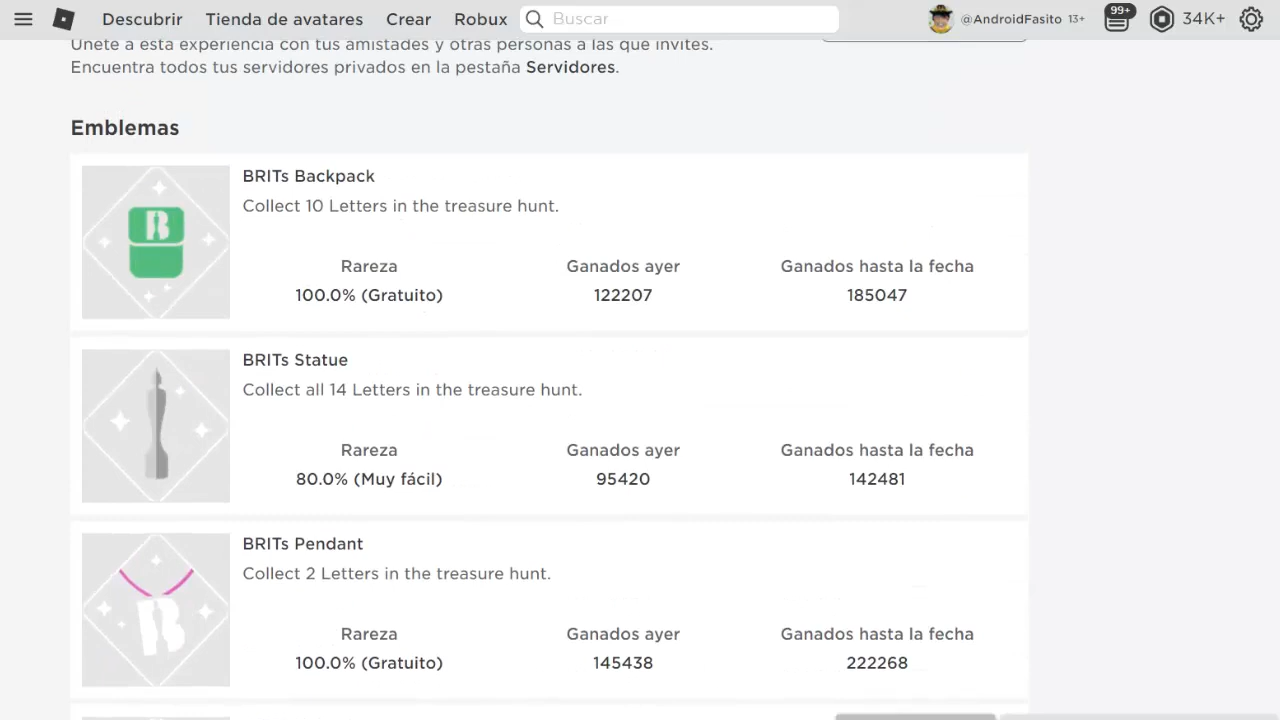 Descubrir Tienda de avatares Crear Robux Buscar @AndroidFasito 13+ 99+ 34K+
Únete a esta experiencia con tus amistades y otras personas a las que invites.
Encuentra todos tus servidores privados en la pestaña Servidores.
Emblemas
BRITs Backpack
Collect 10 Letters in the treasure hunt.
Rareza Ganados ayer Ganados hasta la fecha
100.0% (Gratuito) 122207 185047
BRITs Statue
Collect all 14 Letters in the treasure hunt.
Rareza Ganados ayer Ganados hasta la fecha
80.0% (Muy fácil) 95420 142481
BRITs Pendant
Collect 2 Letters in the treasure hunt.
Rareza Ganados ayer Ganados hasta la fecha
100.0% (Gratuito) 145438 222268